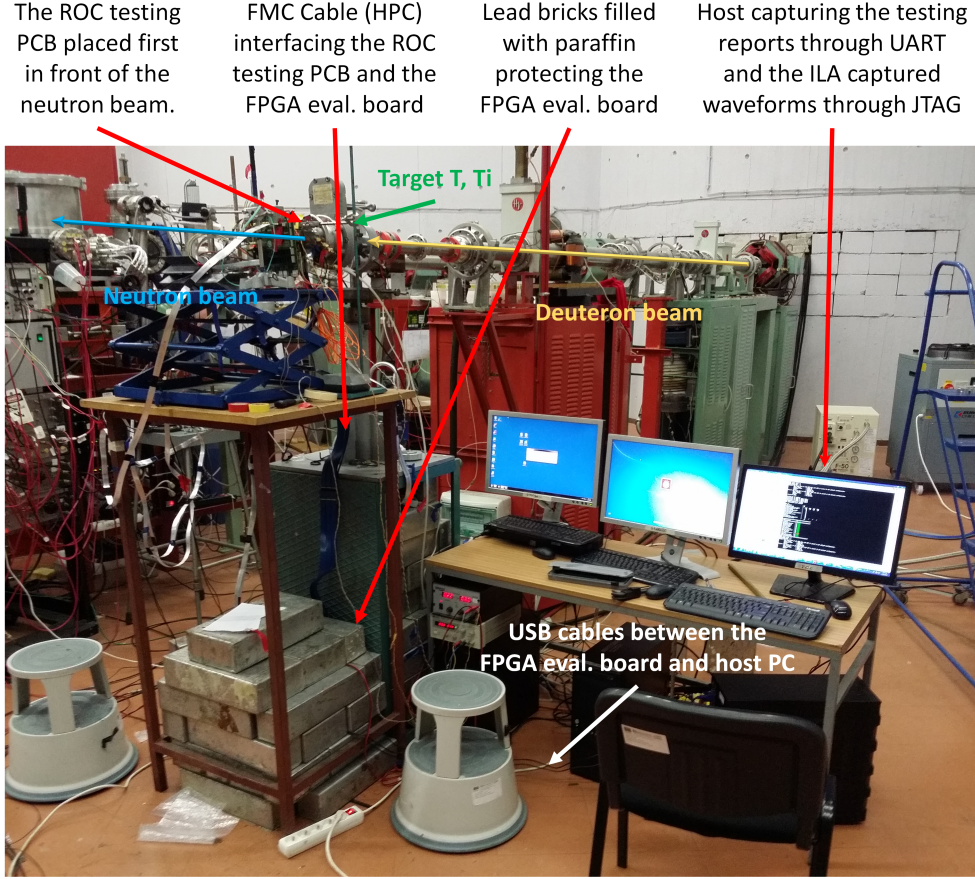 The ROC testing
PCB placed first
in front of the
neutron beam.
FMC Cable (HPC)
interfacing the ROC
testing PCB and the
FPGA eval. board
Lead bricks filled
with paraffin
protecting the
FPGA eval. board
Host capturing the testing
reports through UART
and the ILA captured
waveforms through JTAG
Target T, Ti
Neutron beam
Deuteron beam
USB cables between the
FPGA eval. board and host PC